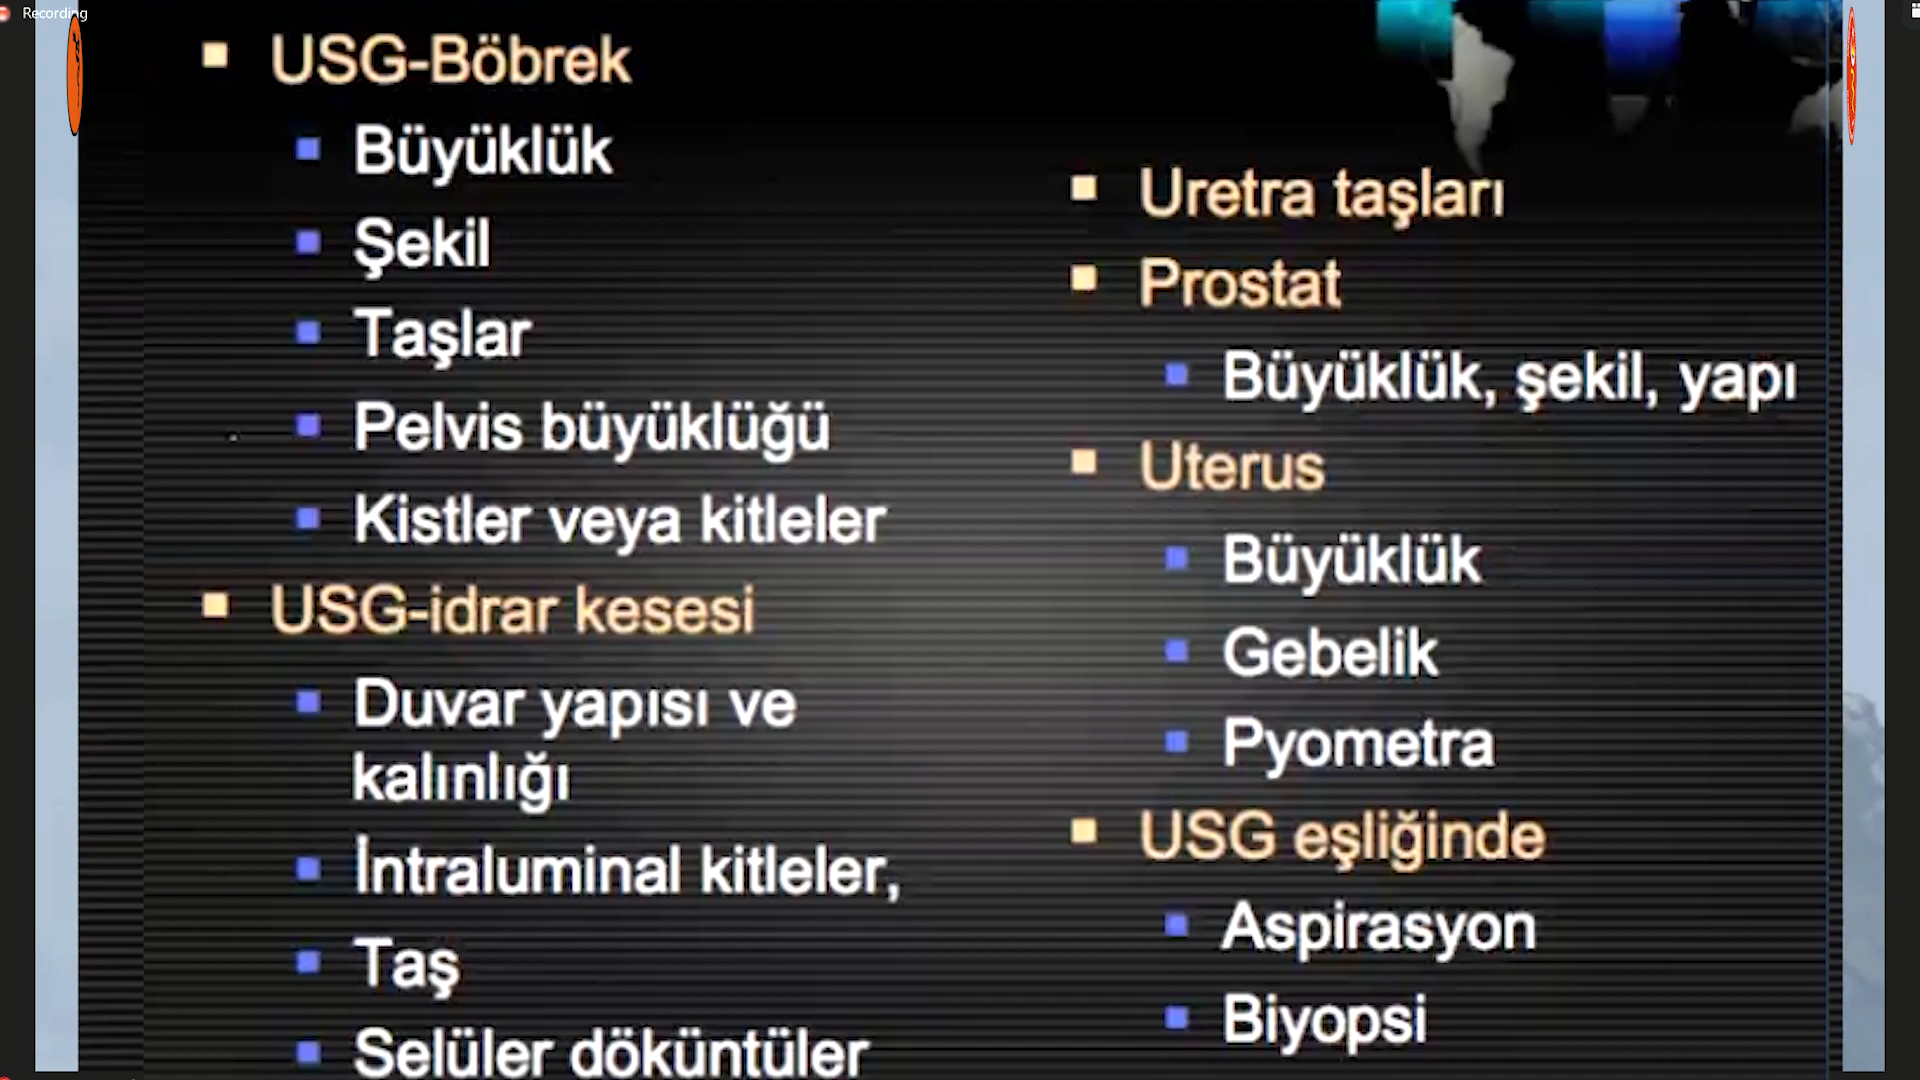 Recording
USG-Böbrek
Büyüklük
Şekil
Taşlar
Pelvis büyüklüğü
Kistler veya kitleler
USG-idrar kesesi
Duvar yapısı ve
kalınlığı
İntraluminal kitleler,
Taş
Selüler döküntüler
Uretra taşları
Prostat
Büyüklük, şekil, yapı
Uterus
Büyüklük
Gebelik
Pyometra
USG eşliğinde
Aspirasyon
Biyopsi